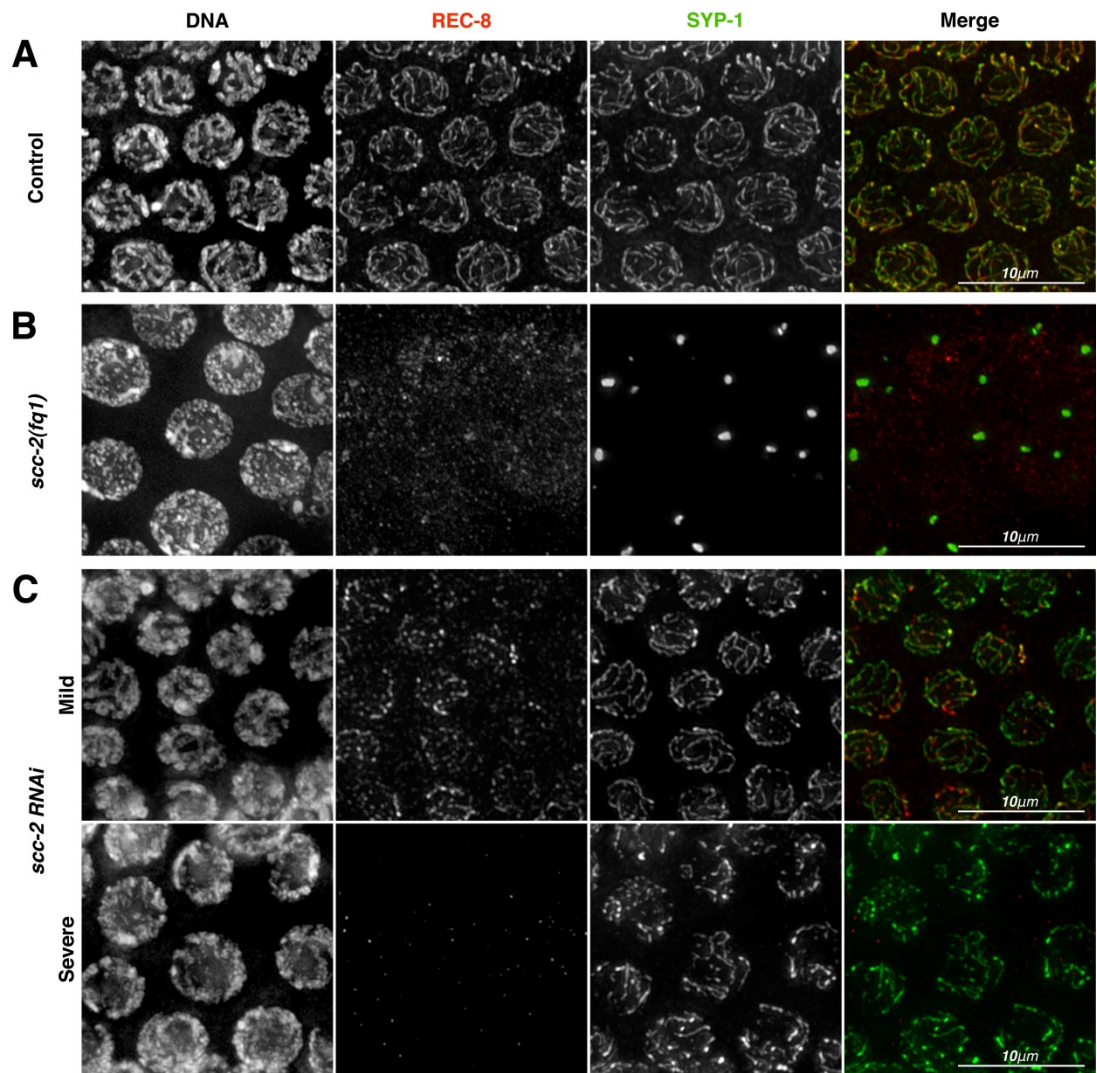 DNA REC-8 SYP-1 Merge
A
Control
10µm
B
scc-2(fq1)
10µm
C
Mild
10µm
scc-2 RNAi
Severe
10µm